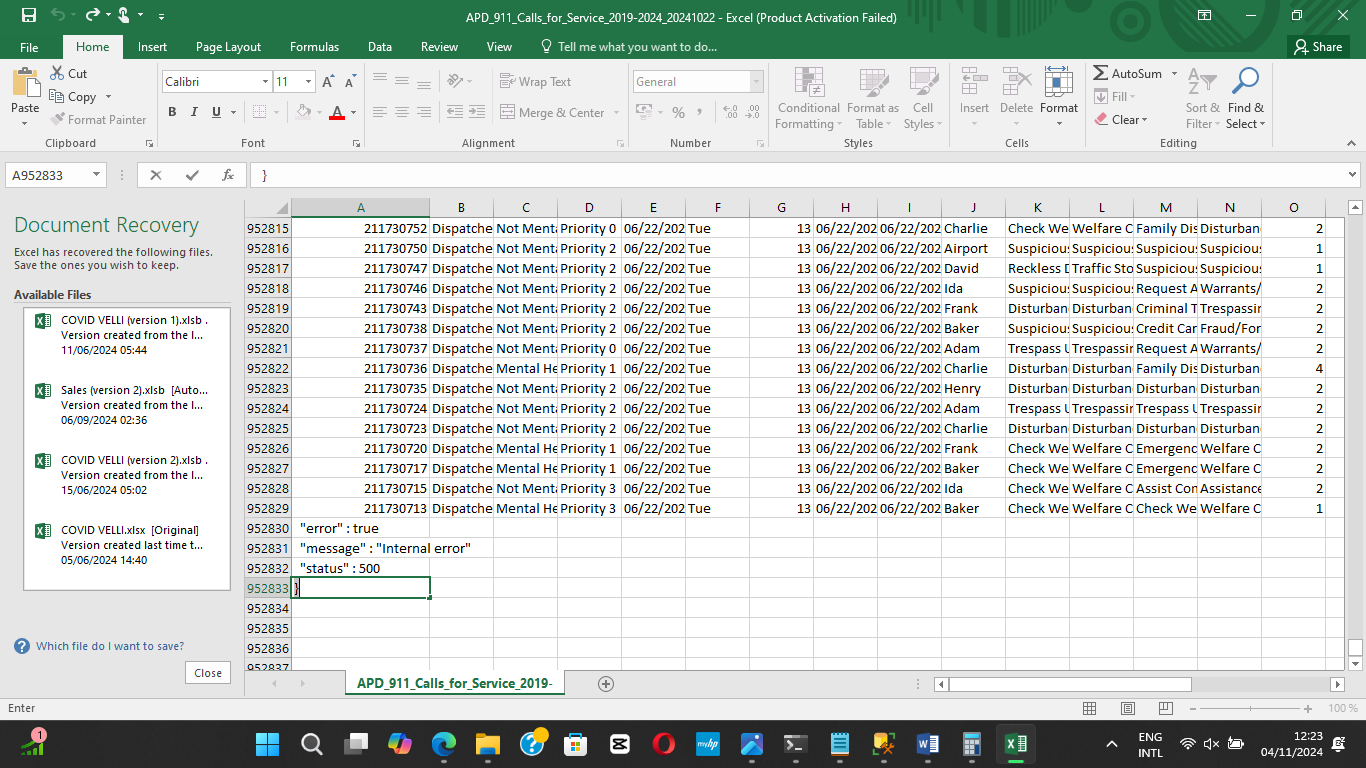 APD_911_Calls_for_Service_2019-2024_20241022 - Excel (Product Activation Failed)
File Home Insert Page Layout Formulas Data Review View Tell me what you want to do... Share
Paste Cut Copy Format Painter Clipboard
Calibri 11 B I U A Font
Wrap Text Merge & Center Alignment
General % Number
Conditional Formatting Format as Table Cell Styles Styles
Insert Delete Format Cells
AutoSum Fill Clear Sort & Filter Find & Select Editing
A952833 fx }
Document Recovery
Excel has recovered the following files.
Save the ones you wish to keep.
Available Files
COVID VELLI (version 1).xlsb .
Version created from the l...
11/06/2024 05:44
Sales (version 2).xlsb [Auto...
Version created from the l...
06/09/2024 02:36
COVID VELLI (version 2).xlsb .
Version created from the l...
15/06/2024 05:02
COVID VELLI.xlsx [Original]
Version created last time t...
05/06/2024 14:40
Which file do I want to save?
Close
A B C D E F G H I J K L M N O
952815 211730752 Dispatche Not Menta Priority 0 06/22/202 Tue 13 06/22/202 06/22/202 Charlie Check We Welfare C Family Dis Disturban 2
952816 211730750 Dispatche Not Menta Priority 2 06/22/202 Tue 13 06/22/202 06/22/202 Airport Suspicious Suspicious Suspicious Suspicious 1
952817 211730747 Dispatche Not Menta Priority 2 06/22/202 Tue 13 06/22/202 06/22/202 David Reckless D Traffic Sto Suspicious Suspicious 1
952818 211730746 Dispatche Not Menta Priority 2 06/22/202 Tue 13 06/22/202 06/22/202 Ida Suspicious Suspicious Request A Warrants/ 2
952819 211730743 Dispatche Not Menta Priority 2 06/22/202 Tue 13 06/22/202 06/22/202 Frank Disturban Disturban Criminal T Trespassin 2
952820 211730738 Dispatche Not Menta Priority 2 06/22/202 Tue 13 06/22/202 06/22/202 Baker Suspicious Suspicious Credit Car Fraud/For 2
952821 211730737 Dispatche Not Menta Priority 0 06/22/202 Tue 13 06/22/202 06/22/202 Adam Trespass U Trespassin Request A Warrants/ 2
952822 211730736 Dispatche Mental He Priority 1 06/22/202 Tue 13 06/22/202 06/22/202 Charlie Disturban Disturban Family Dis Disturban 4
952823 211730735 Dispatche Not Menta Priority 2 06/22/202 Tue 13 06/22/202 06/22/202 Henry Disturban Disturban Disturban Disturban 2
952824 211730724 Dispatche Not Menta Priority 2 06/22/202 Tue 13 06/22/202 06/22/202 Adam Trespass U Trespassin Trespass U Trespassin 2
952825 211730723 Dispatche Not Menta Priority 2 06/22/202 Tue 13 06/22/202 06/22/202 Charlie Disturban Disturban Disturban Disturban 2
952826 211730720 Dispatche Mental He Priority 1 06/22/202 Tue 13 06/22/202 06/22/202 Frank Check We Welfare C Emergenc Welfare C 2
952827 211730717 Dispatche Mental He Priority 1 06/22/202 Tue 13 06/22/202 06/22/202 Baker Check We Welfare C Emergenc Welfare C 2
952828 211730715 Dispatche Not Menta Priority 3 06/22/202 Tue 13 06/22/202 06/22/202 Ida Check We Welfare C Assist Con Assistance 2
952829 211730713 Dispatche Mental He Priority 3 06/22/202 Tue 13 06/22/202 06/22/202 Baker Check We Welfare C Check We Welfare C 1
952830 "error" : true
952831 "message" : "Internal error"
952832 "status" : 500
952833 }
952834
952835
952836
952837
APD_911_Calls_for_Service_2019-
Enter 100 %
1 myhp ENG INTL 12:23 04/11/2024